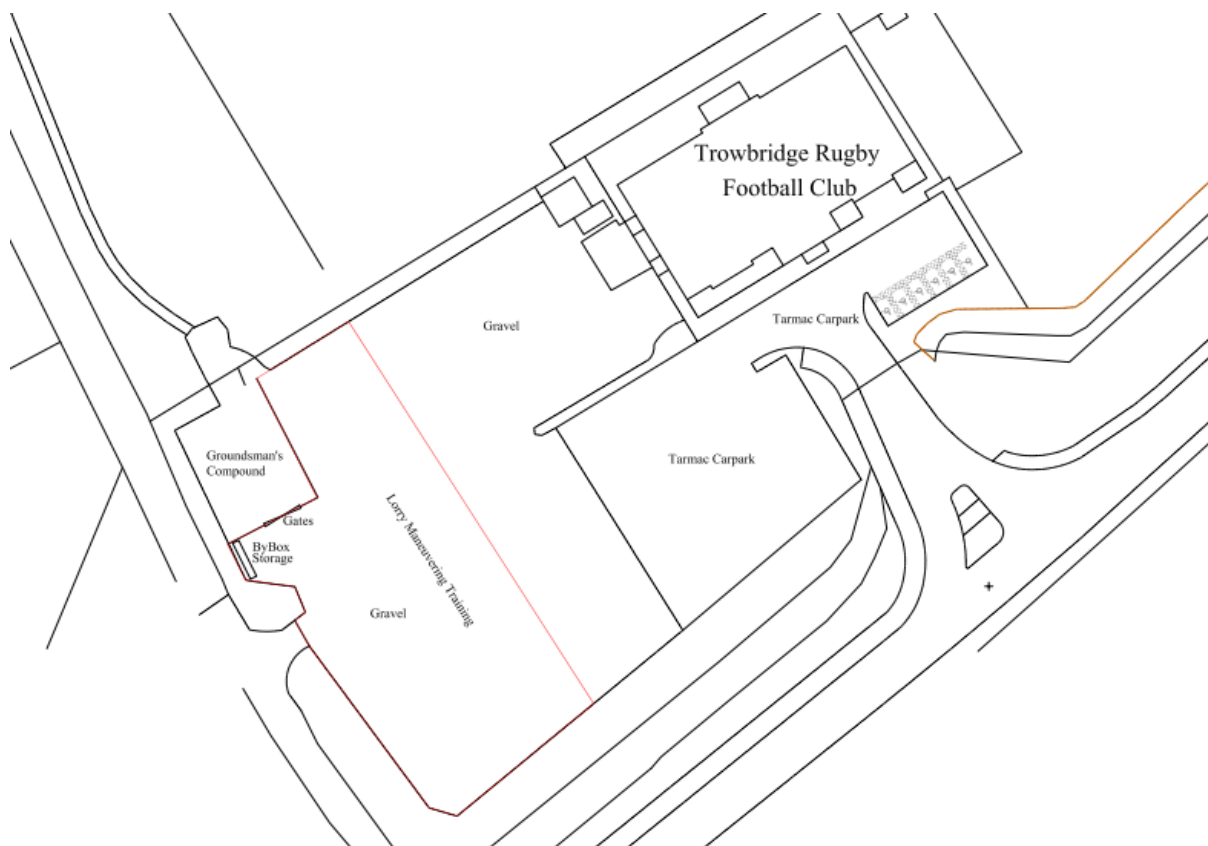 Trowbridge Rugby
Football Club
Tarmac Carpark
Gravel
Groundsman's
Compound
Tarmac Carpark
Gates
Lorry Maneuvering Training
ByBox
Storage
Gravel